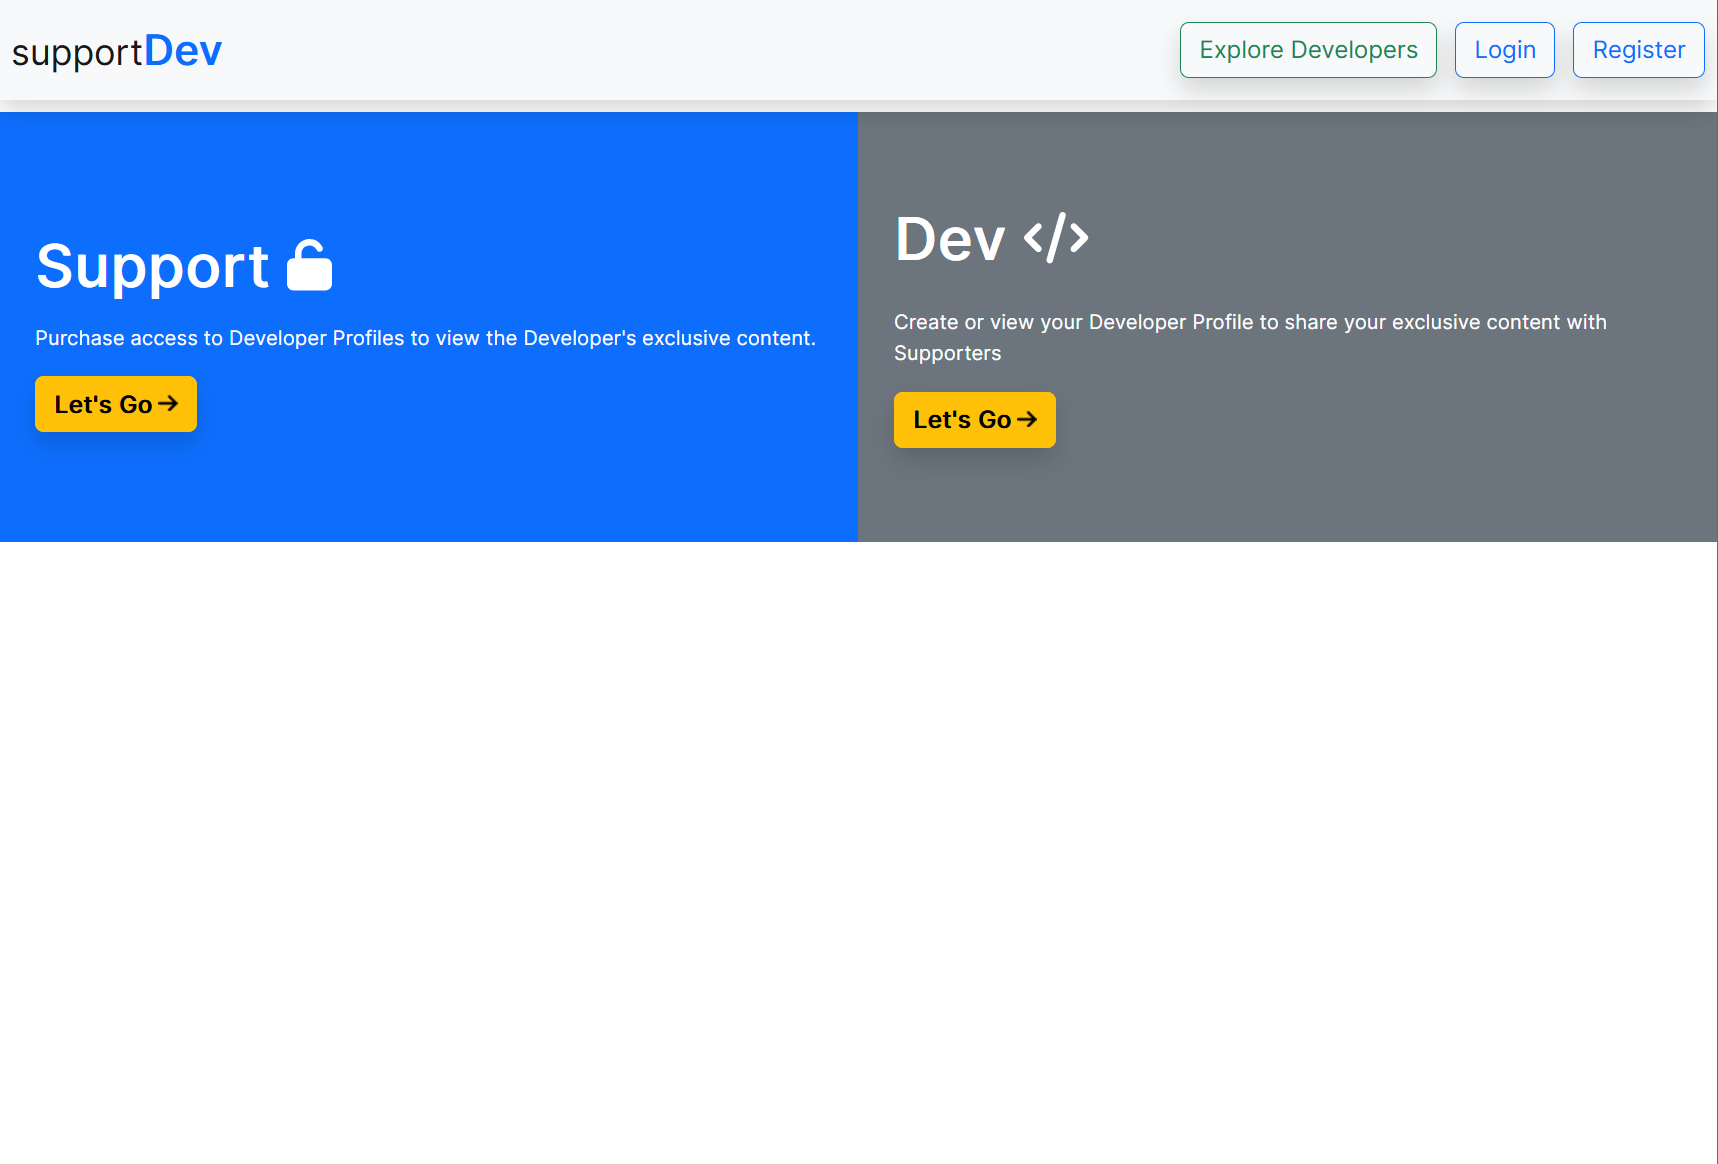 supportDev
Explore Developers
Login
Register
Support
Purchase access to Developer Profiles to view the Developer's exclusive content.
Let's Go
Dev
Create or view your Developer Profile to share your exclusive content with
Supporters
Let's Go